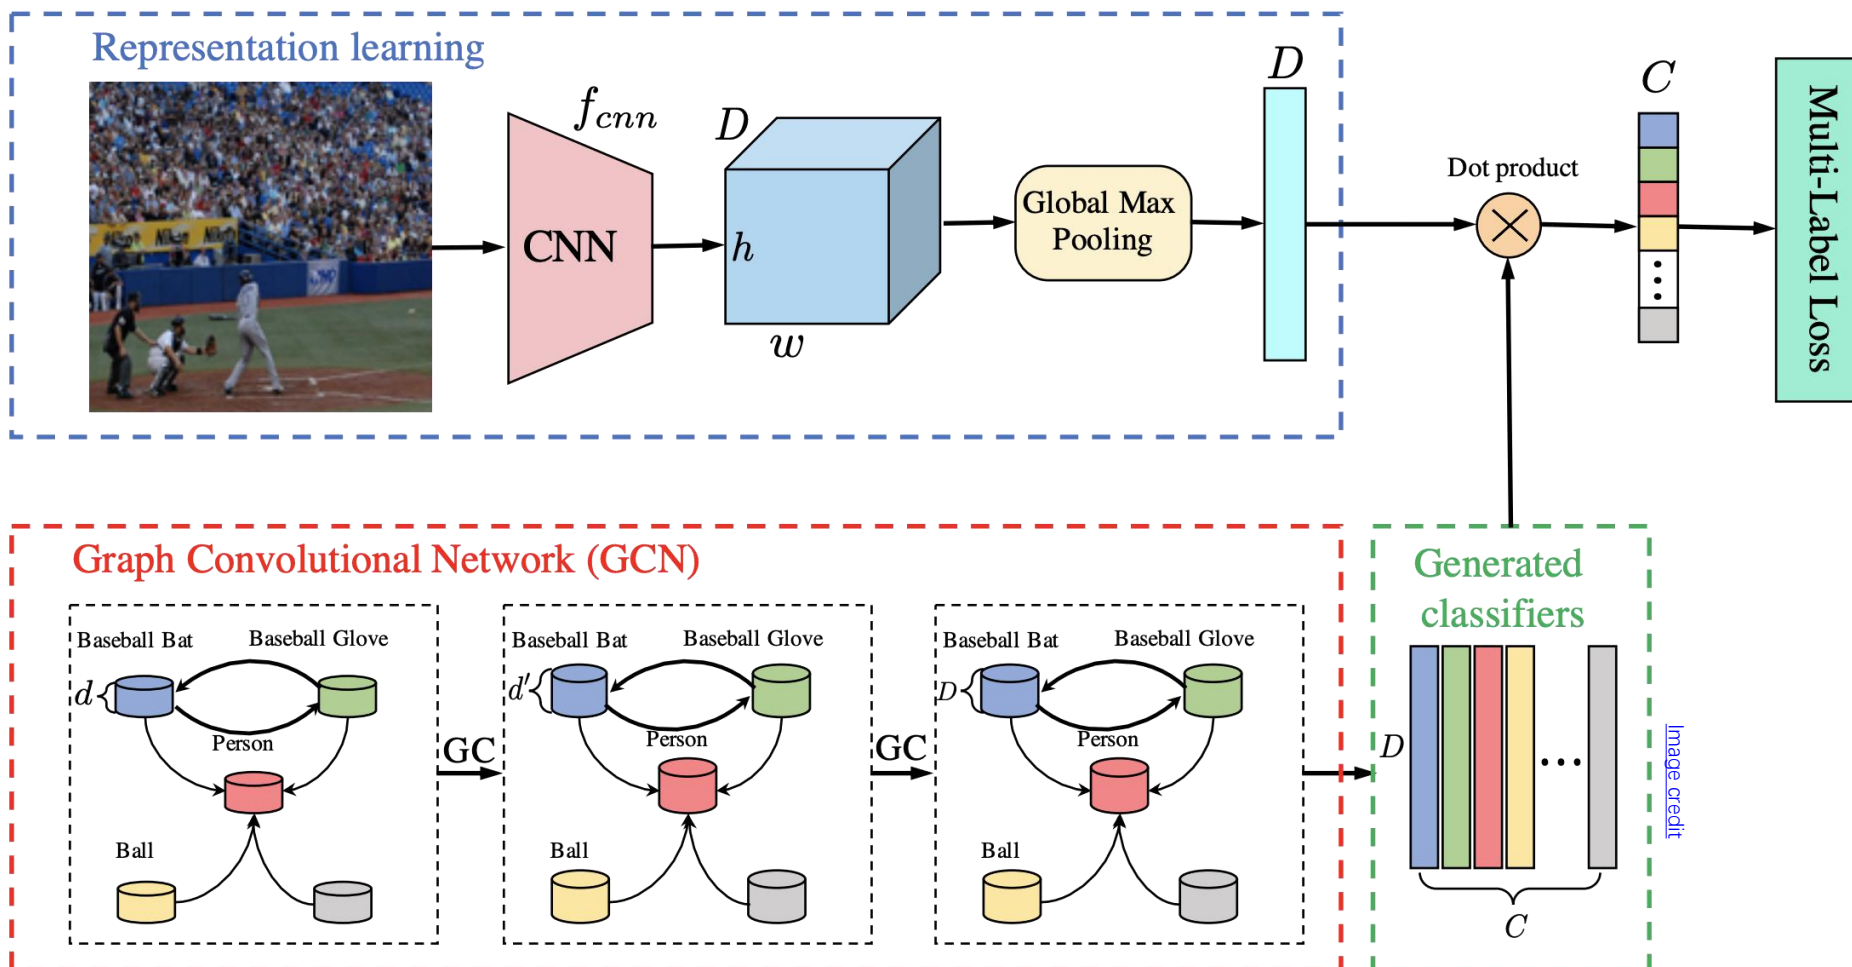 Representation learning
f_cnn
D
D
C
CNN
h
w
Global Max
Pooling
Dot product
Multi-Label Loss
Graph Convolutional Network (GCN)
Baseball Bat
Baseball Glove
d
Person
Ball
GC
Baseball Bat
Baseball Glove
d′
Person
Ball
GC
Baseball Bat
Baseball Glove
D
Person
Ball
Generated
classifiers
D
C
Image credit